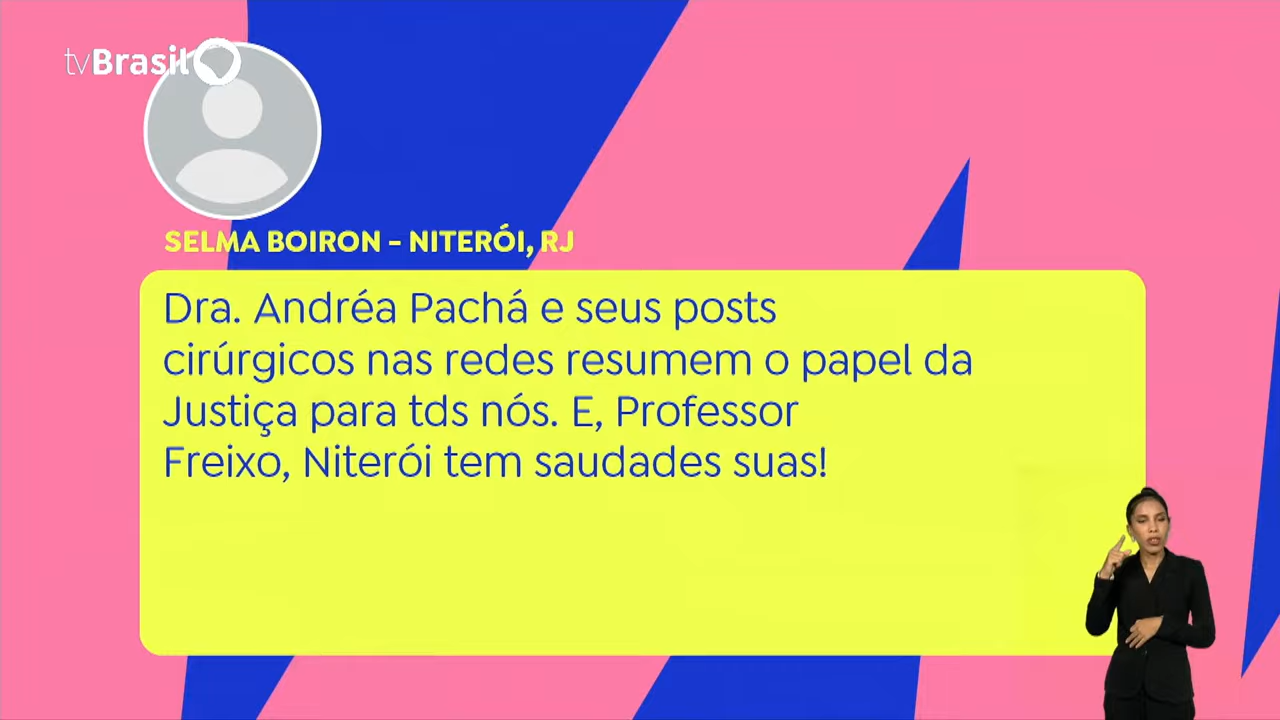 tvBrasil
SELMA BOIRON - NITERÓI, RJ
Dra. Andréa Pachá e seus posts
cirúrgicos nas redes resumem o papel da
Justiça para tds nós. E, Professor
Freixo, Niterói tem saudades suas!